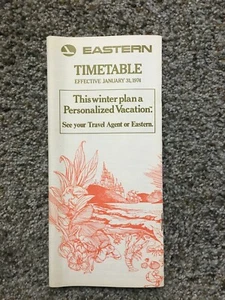 EASTERN
TIMETABLE
EFFECTIVE JANUARY 31, 1978
This winter plan a
Personalized Vacation:
See your Travel Agent or Eastern.